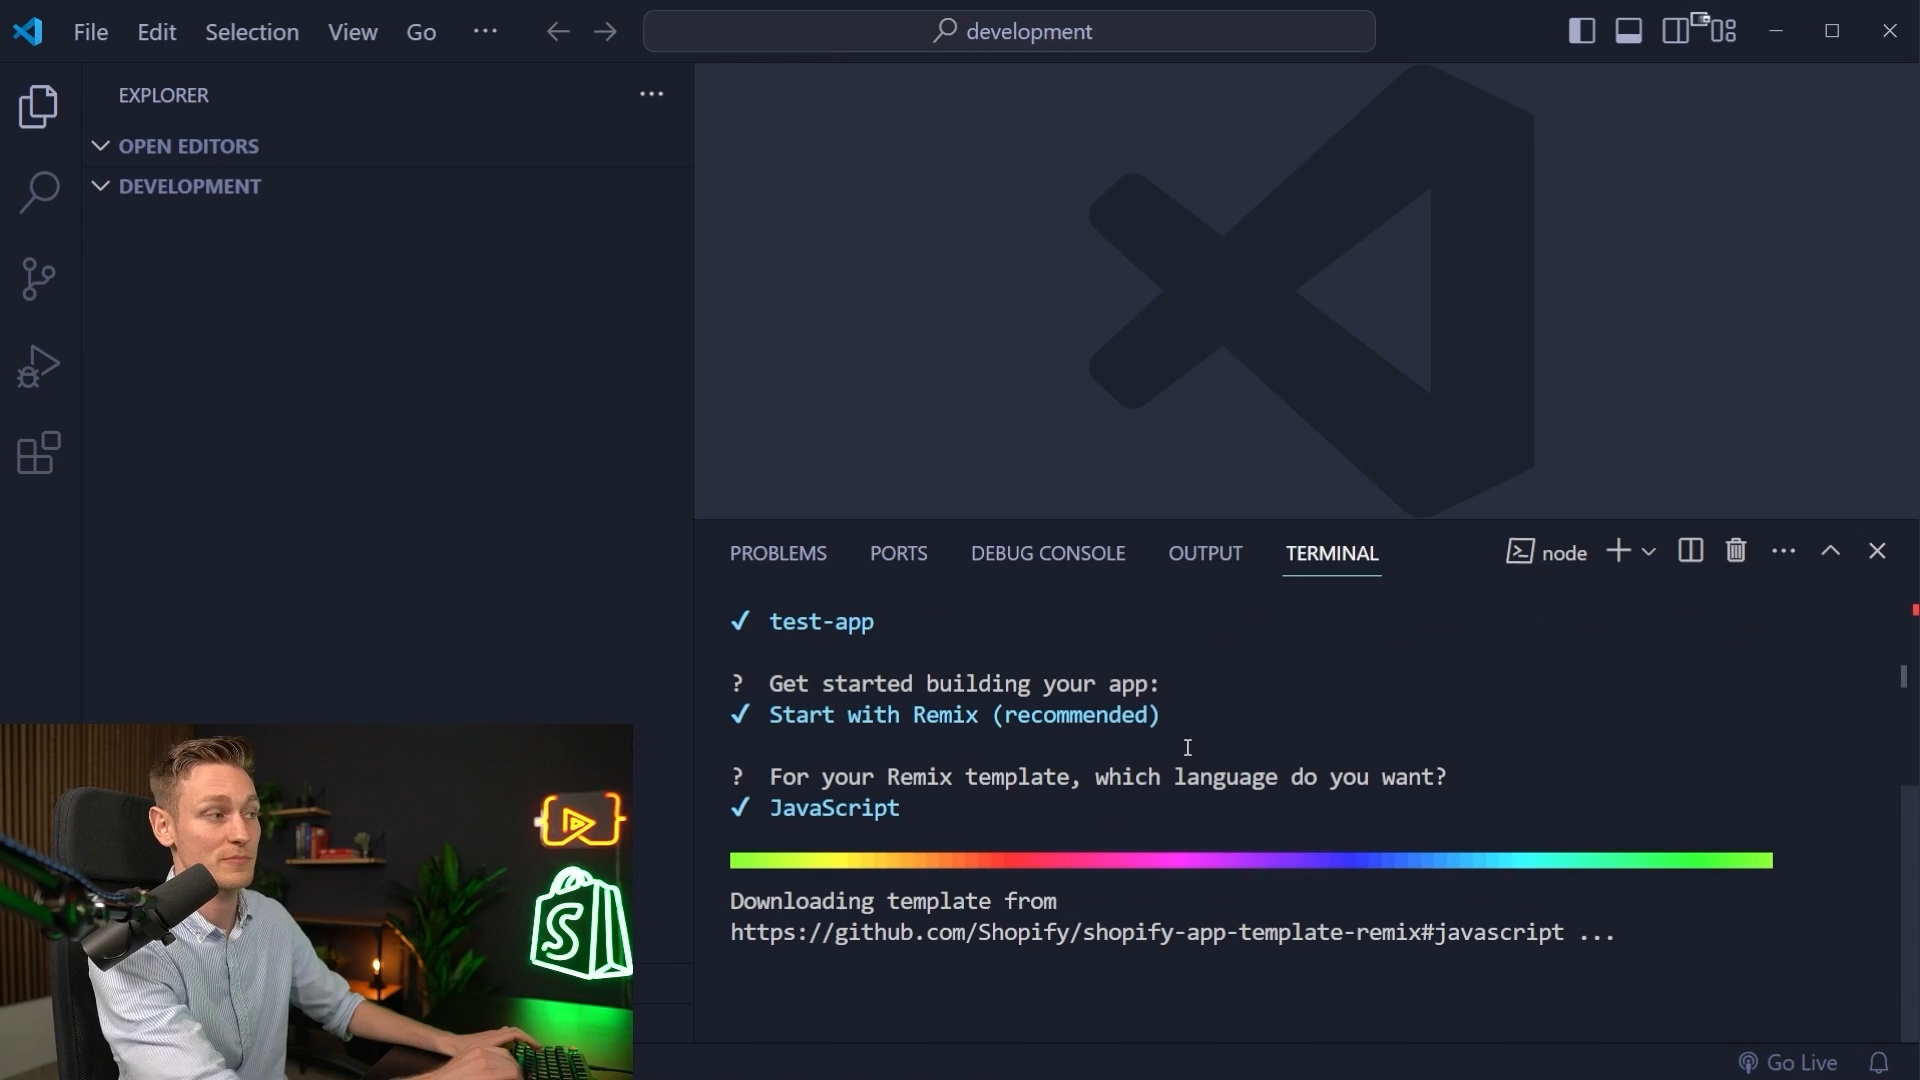 File Edit Selection View Go ... development
EXPLORER ...
OPEN EDITORS
DEVELOPMENT
PROBLEMS PORTS DEBUG CONSOLE OUTPUT TERMINAL node ...
✓ test-app
? Get started building your app:
✓ Start with Remix (recommended)
? For your Remix template, which language do you want?
✓ JavaScript
Downloading template from
https://github.com/Shopify/shopify-app-template-remix#javascript ...
S
Go Live